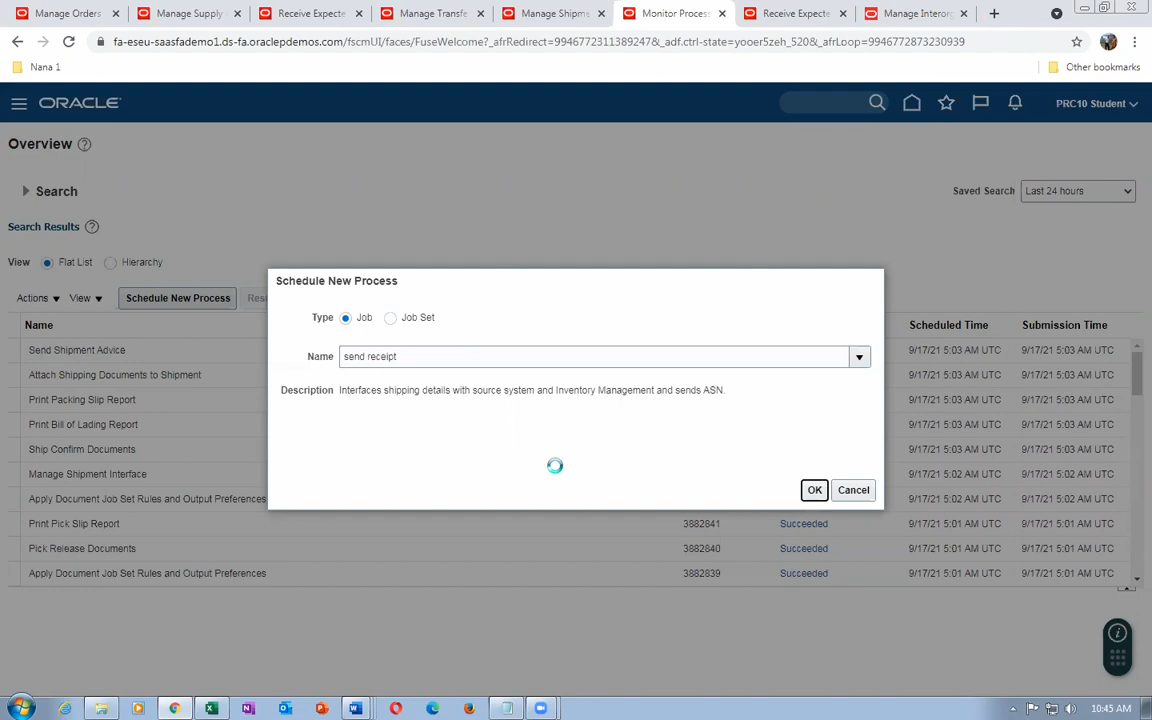 Manage Orders
Manage Supply
Receive Expecte
Manage Transfe
Manage Shipme
Monitor Process
Receive Expecte
Manage Interor
fa-eseu-saasfademo1.ds-fa.oraclepdemos.com/fscmUI/faces/FuseWelcome?_afrRedirect=9946772311389247&_adf.ctrl-state=yooer5zeh_520&_afrLoop=9946772873230939
Nana 1
Other bookmarks
ORACLE
PRC10 Student
Overview
Search
Saved Search Last 24 hours
Search Results
View Flat List Hierarchy
Actions View Schedule New Process Res
Name Scheduled Time Submission Time
Send Shipment Advice 9/17/21 5:03 AM UTC 9/17/21 5:03 AM UTC
Attach Shipping Documents to Shipment 9/17/21 5:03 AM UTC 9/17/21 5:03 AM UTC
Print Packing Slip Report 9/17/21 5:03 AM UTC 9/17/21 5:03 AM UTC
Print Bill of Lading Report 9/17/21 5:03 AM UTC 9/17/21 5:03 AM UTC
Ship Confirm Documents 9/17/21 5:03 AM UTC 9/17/21 5:03 AM UTC
Manage Shipment Interface 9/17/21 5:02 AM UTC 9/17/21 5:02 AM UTC
Apply Document Job Set Rules and Output Preferences 9/17/21 5:02 AM UTC 9/17/21 5:02 AM UTC
Print Pick Slip Report 3882841 Succeeded 9/17/21 5:01 AM UTC 9/17/21 5:01 AM UTC
Pick Release Documents 3882840 Succeeded 9/17/21 5:01 AM UTC 9/17/21 5:01 AM UTC
Apply Document Job Set Rules and Output Preferences 3882839 Succeeded 9/17/21 5:01 AM UTC 9/17/21 5:01 AM UTC
Schedule New Process
Type Job Job Set
Name send receipt
Description Interfaces shipping details with source system and Inventory Management and sends ASN.
OK Cancel
10:45 AM